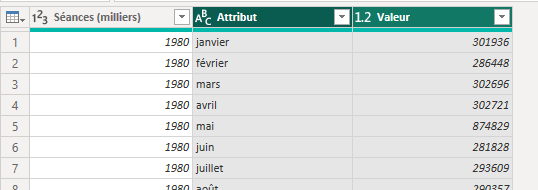 1²3 Séances (milliers) ABC Attribut 1.2 Valeur
1 1980 janvier 301936
2 1980 février 286448
3 1980 mars 302696
4 1980 avril 302721
5 1980 mai 874829
6 1980 juin 281828
7 1980 juillet 293609
8 1980 août 290357